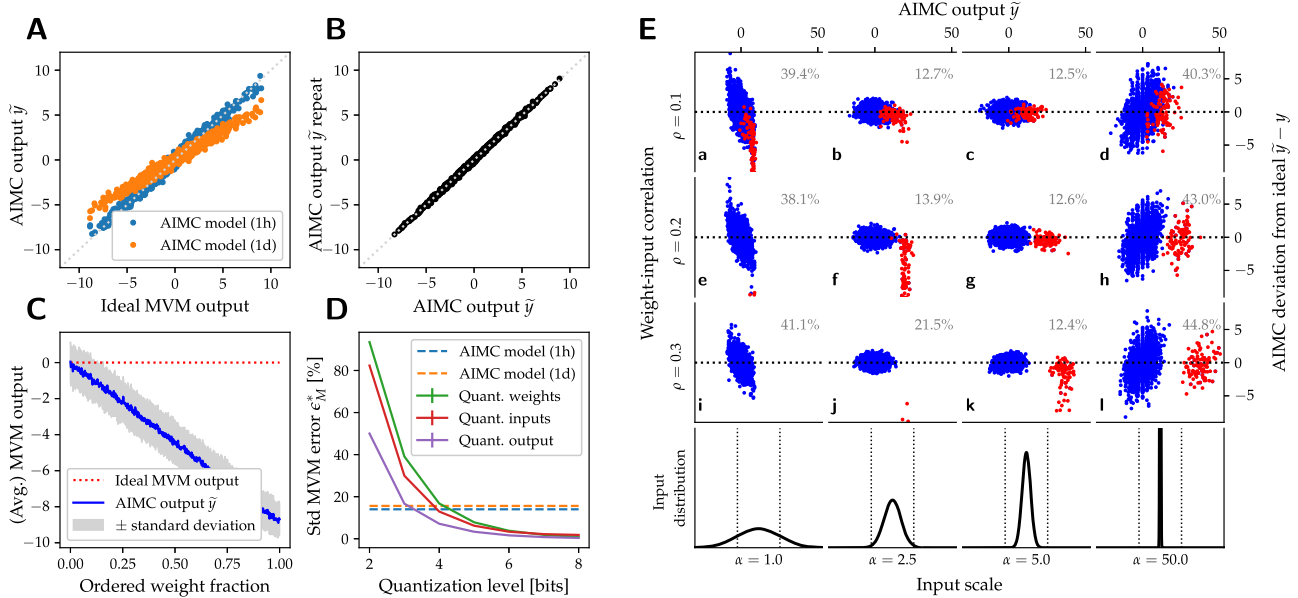 A
AIMC output ỹ
10
5
0
−5
−10
−10
−5
0
5
10
Ideal MVM output
AIMC model (1h)
AIMC model (1d)
B
AIMC output ỹ repeat
10
5
0
−5
−10
−10
−5
0
5
10
AIMC output ỹ
C
(Avg.) MVM output
0
−2
−4
−6
−8
−10
0.00
0.25
0.50
0.75
1.00
Ordered weight fraction
Ideal MVM output
AIMC output ỹ
± standard deviation
D
Std MVM error ϵ*M [%]
80
60
40
20
0
2
4
6
8
Quantization level [bits]
AIMC model (1h)
AIMC model (1d)
Quant. weights
Quant. inputs
Quant. output
E
AIMC output ỹ
0 50 0 50 0 50 0 50
Weight-input correlation
AIMC deviation from ideal ỹ − y
ρ = 0.1
39.4% 12.7% 12.5% 40.3%
a b c d
5
0
−5
ρ = 0.2
38.1% 13.9% 12.6% 43.0%
e f g h
5
0
−5
ρ = 0.3
41.1% 21.5% 12.4% 44.8%
i j k l
5
0
−5
Input
distribution
α = 1.0 α = 2.5 α = 5.0 α = 50.0
Input scale